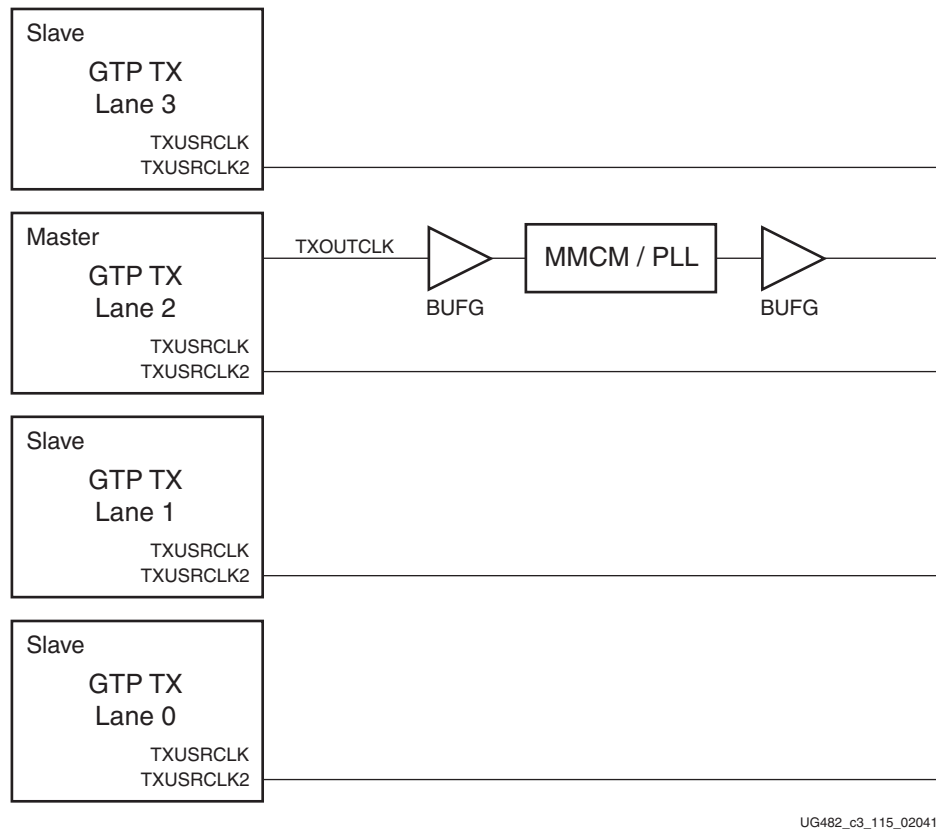 Slave
GTP TX
Lane 3
TXUSRCLK
TXUSRCLK2
Master
GTP TX
Lane 2
TXUSRCLK
TXUSRCLK2
TXOUTCLK
BUFG
MMCM / PLL
BUFG
Slave
GTP TX
Lane 1
TXUSRCLK
TXUSRCLK2
Slave
GTP TX
Lane 0
TXUSRCLK
TXUSRCLK2
UG482_c3_115_02041